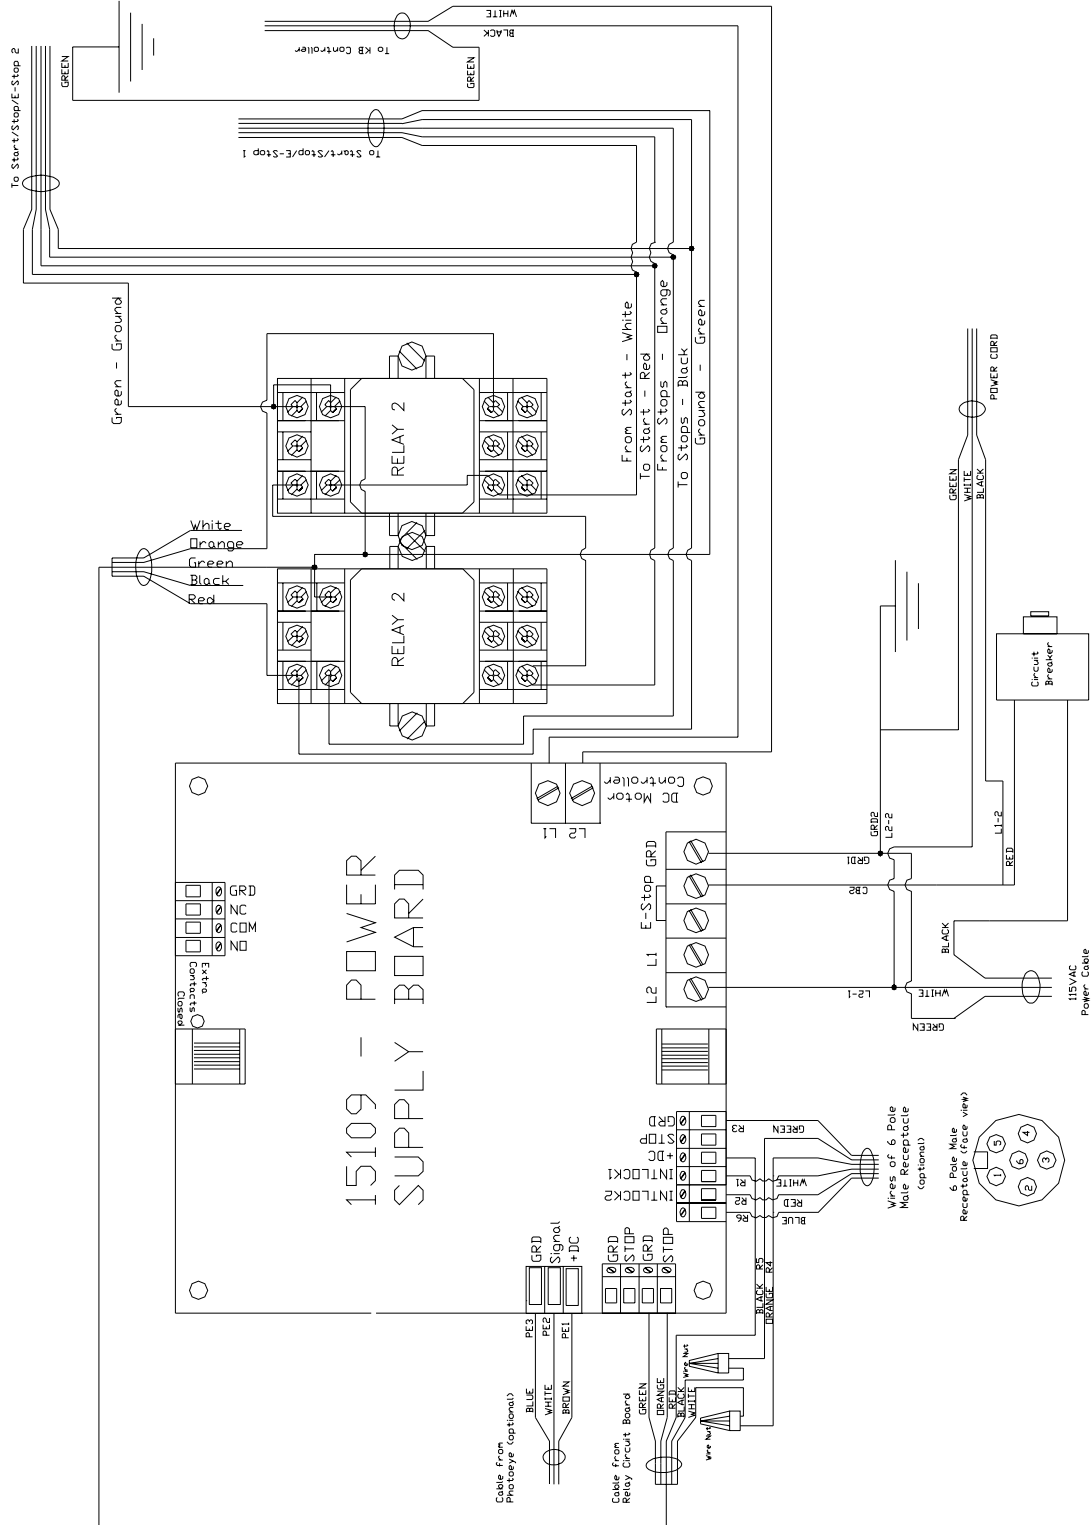 WHITE
BLACK
To KB Controller
GREEN
GREEN
To Start/Stop/E-Stop 2
To Start/Stop/E-Stop 1
Green - Ground
From Start - White
To Start - Red
From Stops - Orange
To Stops - Black
Ground - Green
RELAY 2
White
Orange
Green
Black
Red
RELAY 2
POWER CORD
GREEN
WHITE
BLACK
Circuit
Breaker
DC Motor
Controller
L1
L2
GRD2
L2-2
L1-2
RED
GRD1
CB2
E-Stop
GRD
L1
L2
L2-1
WHITE
BLACK
GREEN
115VAC
Power Cable
GRD
NC
COM
NO
Extra
Contacts
Closed
15109 - POWER
SUPPLY BOARD
GRD
STOP
+DC
INTLOCK1
INTLOCK2
R3
GREEN
R1
WHITE
R2
RED
R6
BLUE
Wires of 6 Pole
Male Receptacle
(optional)
6 Pole Male
Receptacle (face view)
1
2
3
4
5
6
GRD
Signal
+DC
GRD
STOP
GRD
STOP
PE3
PE2
PE1
BLUE
WHITE
BROWN
Cable from
Photoeye (optional)
BLACK
R5
ORANGE
R4
GREEN
ORANGE
RED
BLACK
WHITE
Wire Nut
Wire Nut
Cable from
Relay Circuit Board